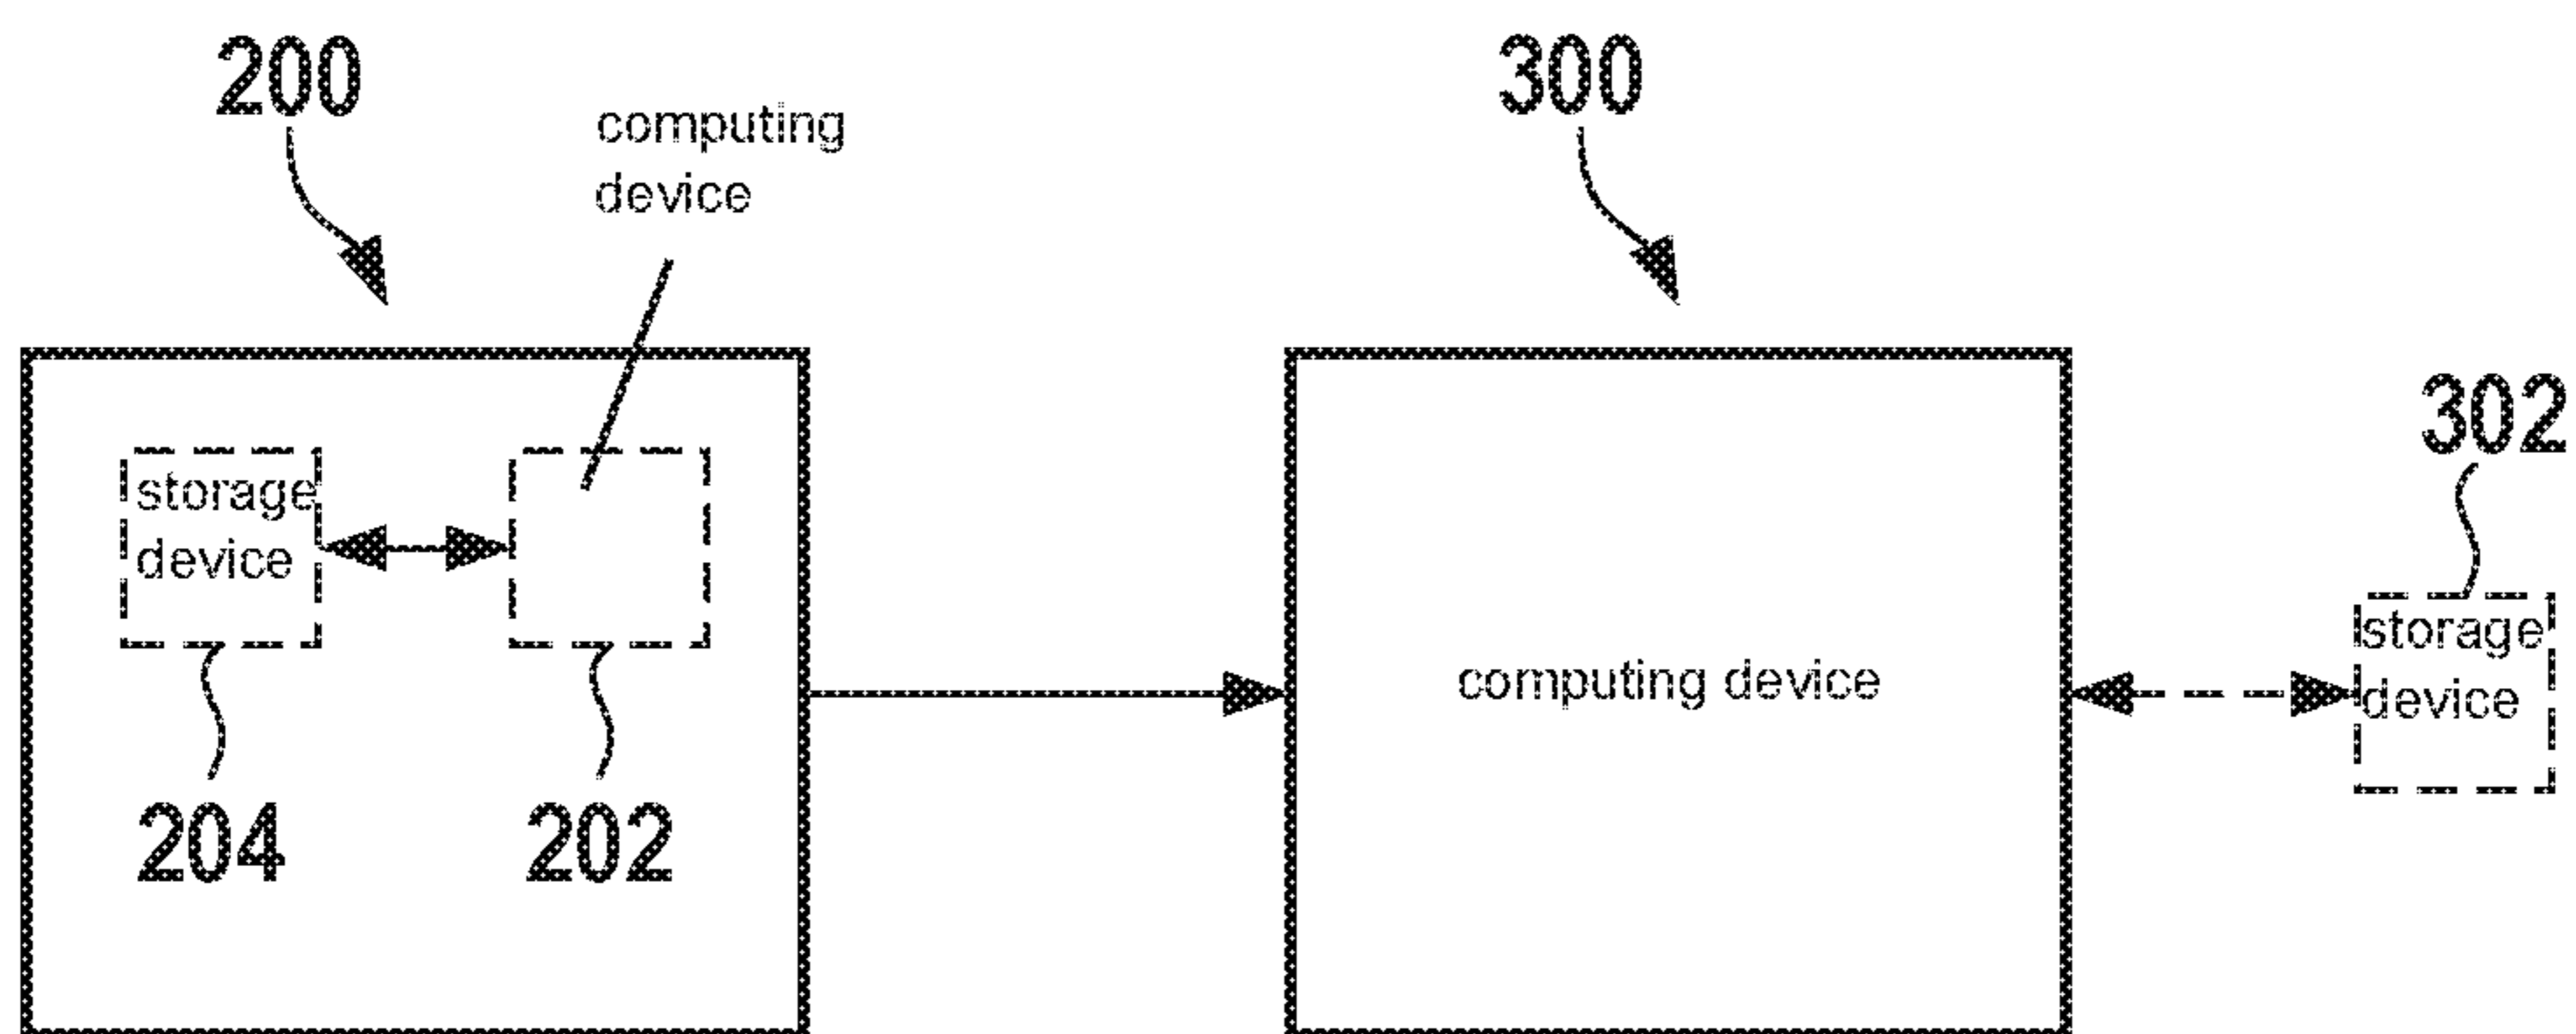 200
300
computing
device
302
storage
device
storage
device
computing device
204
202